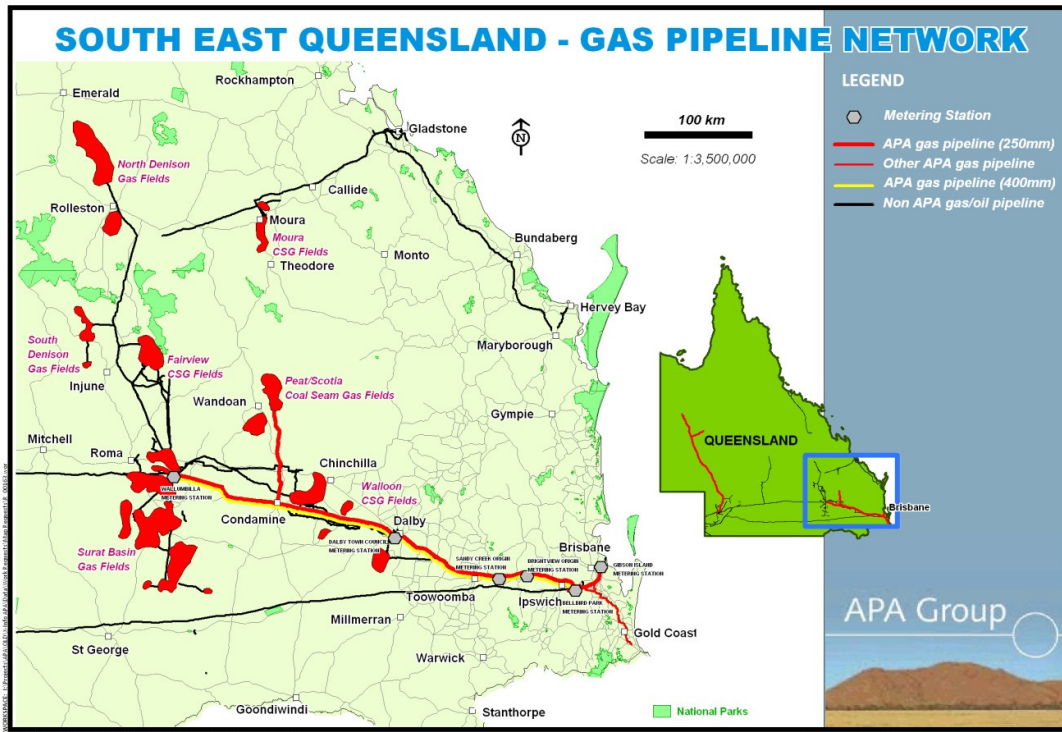 SOUTH EAST QUEENSLAND - GAS PIPELINE NETWORK
LEGEND
Metering Station
APA gas pipeline (250mm)
Other APA gas pipeline
APA gas pipeline (400mm)
Non APA gas/oil pipeline
100 km
Scale: 1:3,500,000
N
Rockhampton
Emerald
Gladstone
North Denison
Gas Fields
Callide
Rolleston
Moura
Moura
CSG Fields
Theodore
Monto
Bundaberg
Hervey Bay
Maryborough
South
Denison
Gas Fields
Injune
Fairview
CSG Fields
Peat/Scotia
Coal Seam Gas Fields
Wandoan
Gympie
Mitchell
Roma
Chinchilla
Walloon
CSG Fields
WALLUMBILLA
METERING STATION
Condamine
Dalby
DALBY TOWN COUNCIL
METERING STATION
Surat Basin
Gas Fields
SANDY CREEK ORIGIN
METERING STATION
BRIGHTVIEW ORIGIN
METERING STATION
Brisbane
GIBSON ISLAND
METERING STATION
Toowoomba
Ipswich
BELLBIRD PARK
METERING STATION
Millmerran
Gold Coast
St George
Warwick
Goondiwindi
Stanthorpe
National Parks
QUEENSLAND
Brisbane
APA Group